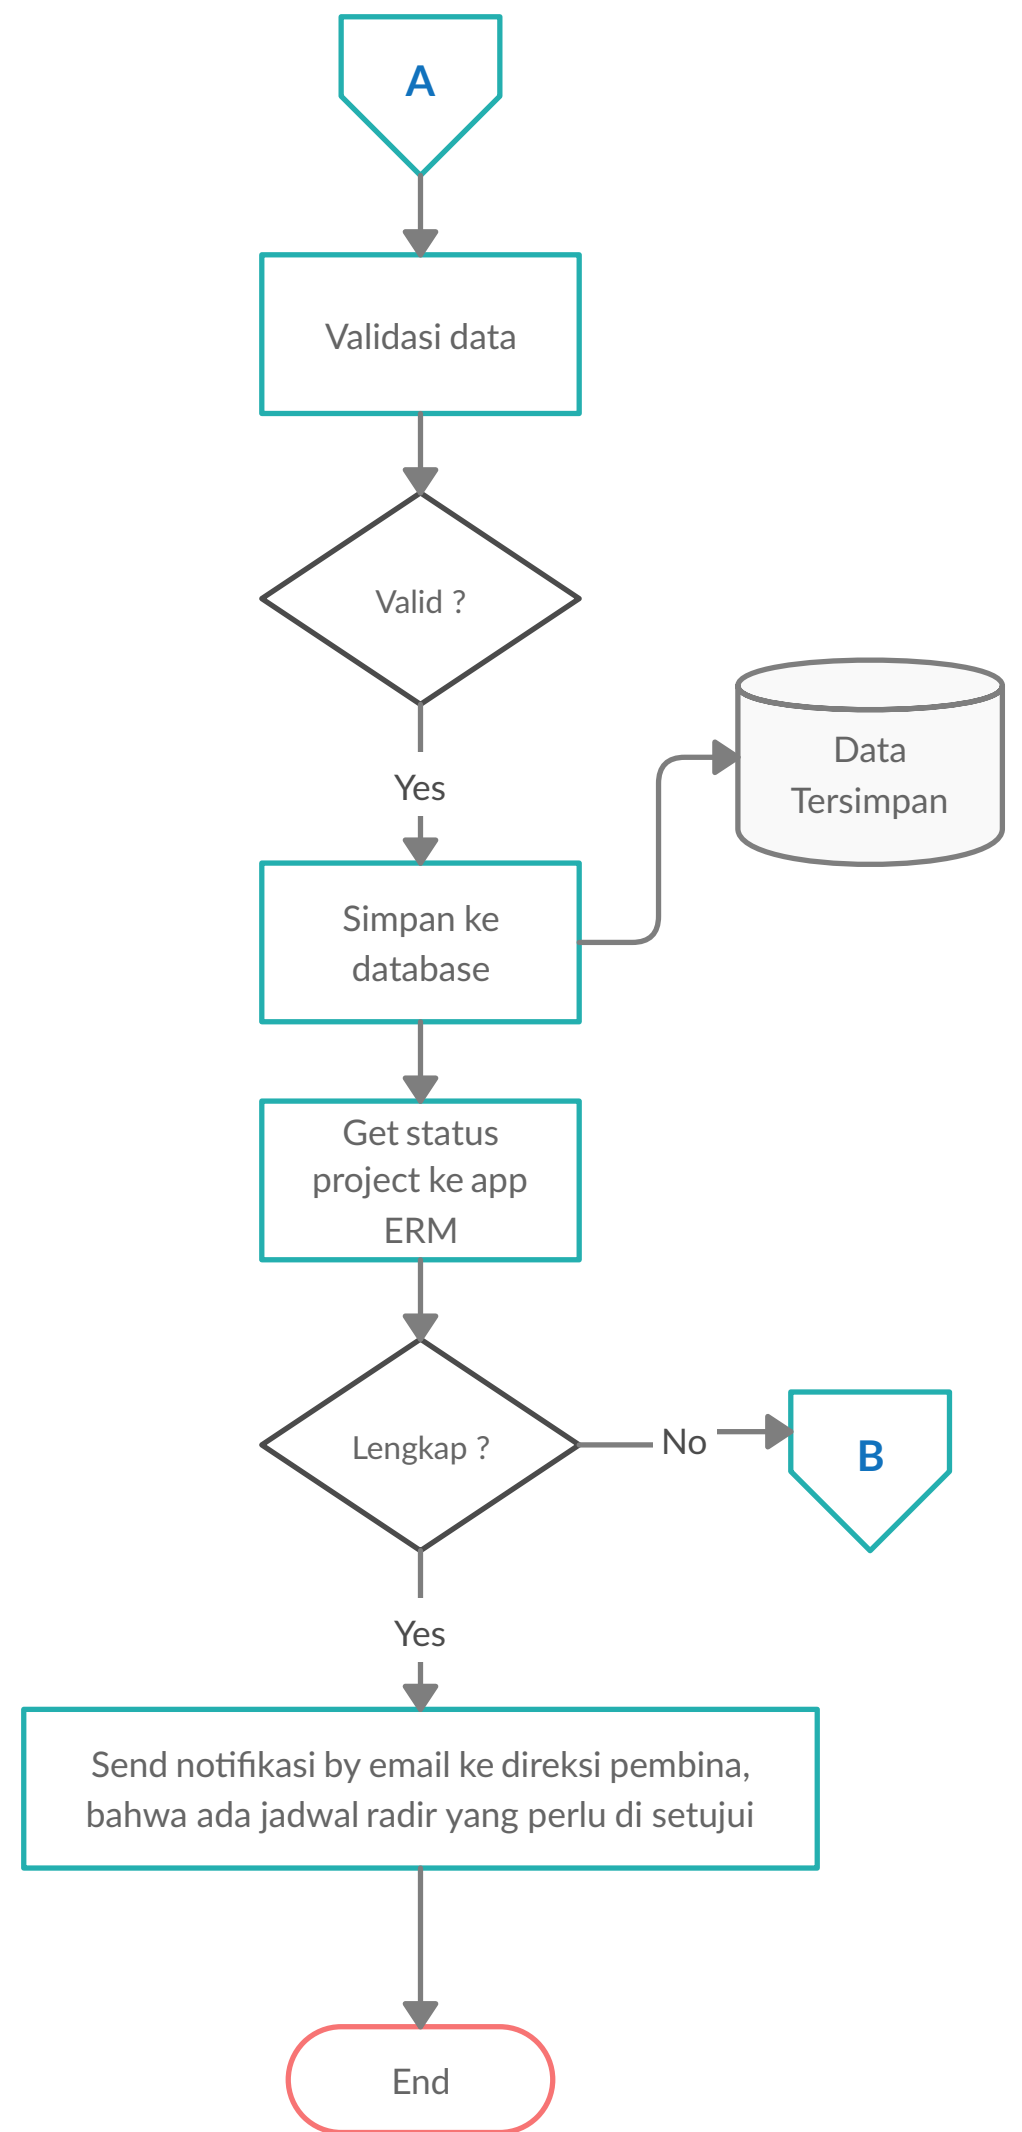 A
Validasi data
Valid ?
Yes
Data
Tersimpan
Simpan ke
database
Get status
project ke app
ERM
Lengkap ?
No
B
Yes
Send notifikasi by email ke direksi pembina,
bahwa ada jadwal radir yang perlu di setujui
End